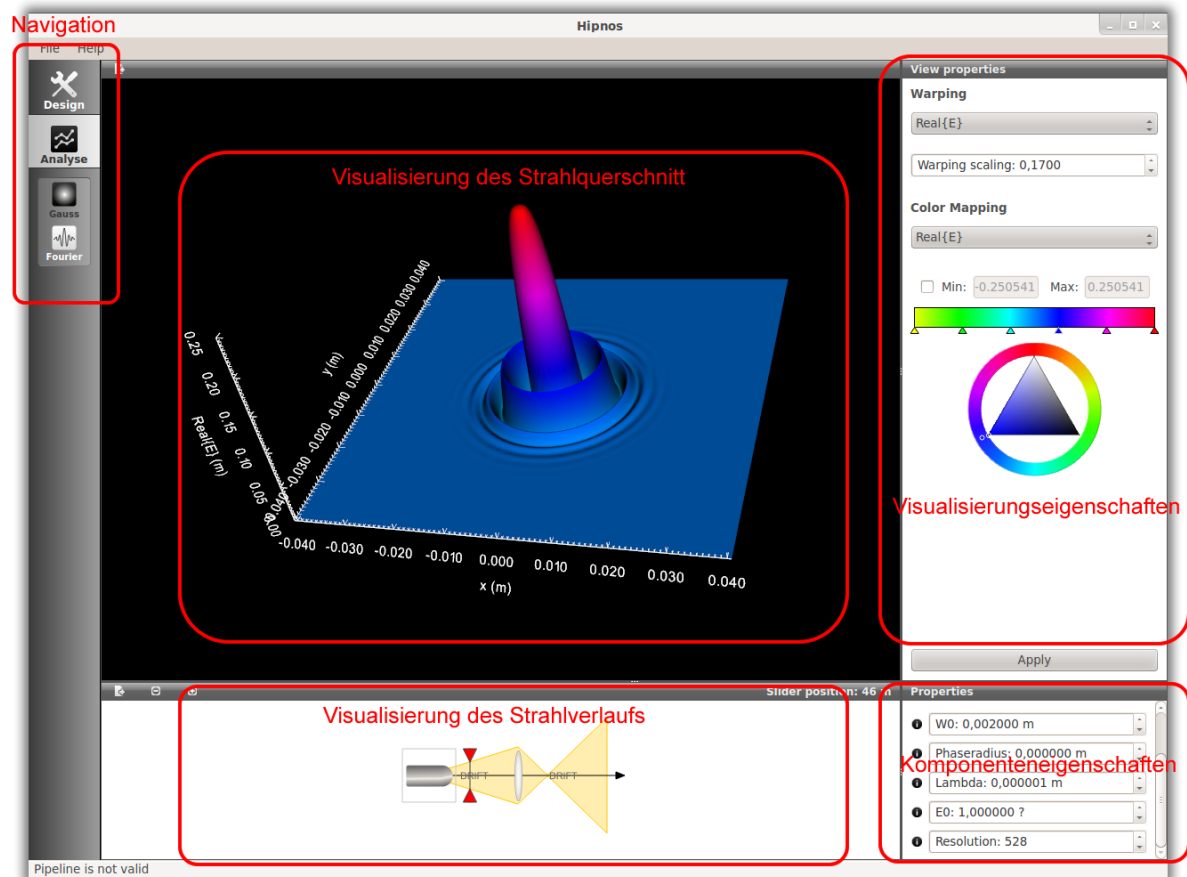 Navigation
Hipnos
File Help
Design
Analyse
Gauss
Fourier
Visualisierung des Strahlquerschnitt
0.25
0.20
0.15
0.10
0.05
0.00
Real{E} (m)
-0.040 -0.030 -0.020 -0.010 0.000 0.010 0.020 0.030 0.040
y (m)
-0.040 -0.030 -0.020 -0.010 0.000 0.010 0.020 0.030 0.040
x (m)
View properties
Warping
Real{E}
Warping scaling: 0,1700
Color Mapping
Real{E}
Min: -0.250541 Max: 0.250541
Visualisierungseigenschaften
Apply
Slider position: 46 m
Visualisierung des Strahlverlaufs
DRIFT DRIFT
Properties
W0: 0,002000 m
Phaseradius: 0,000000 m
Komponenteneigenschaften
Lambda: 0,000001 m
E0: 1,000000 ?
Resolution: 528
Pipeline is not valid